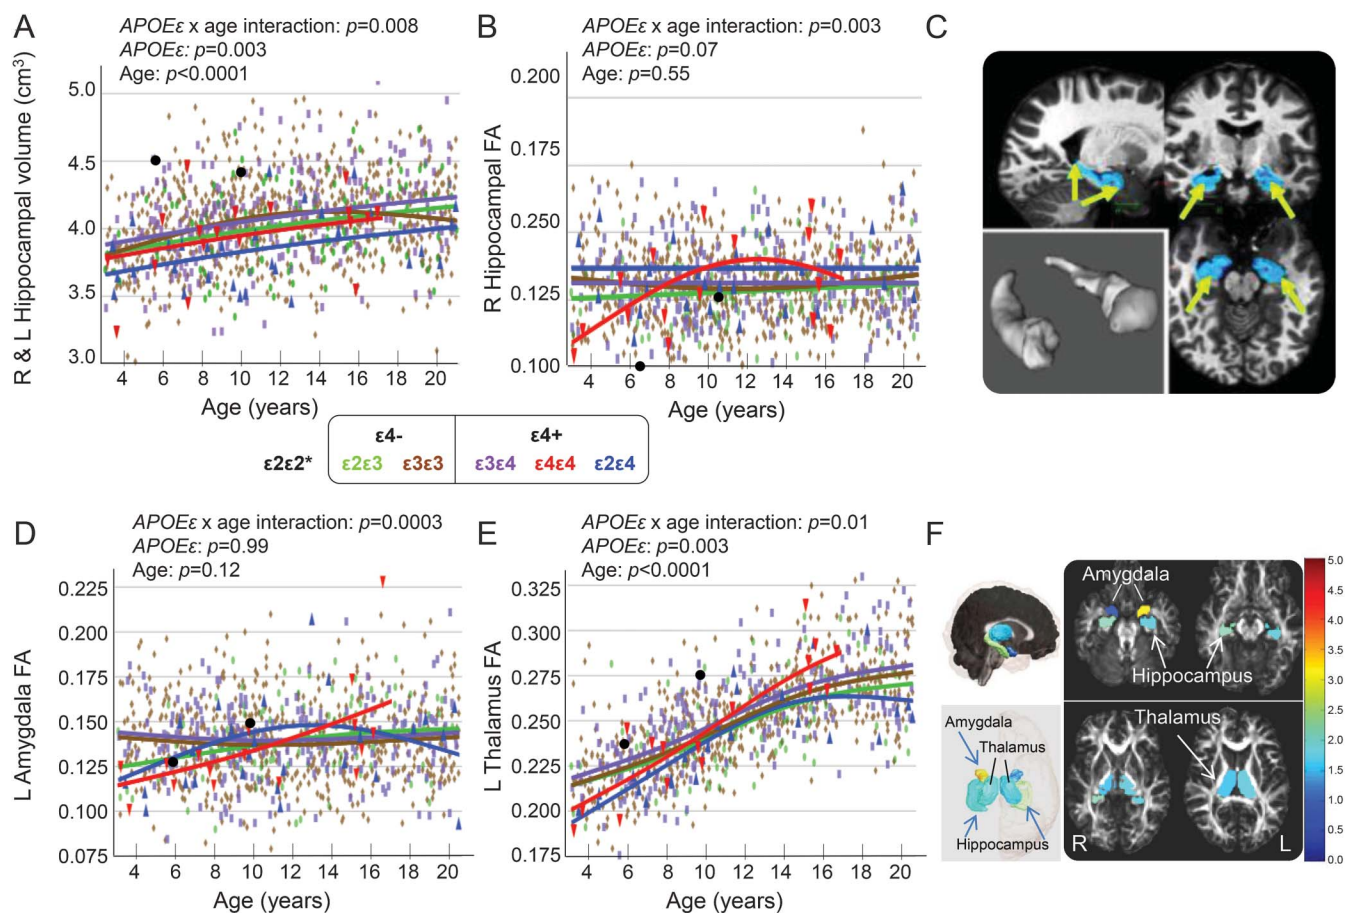 A
APOEε x age interaction: p=0.008
APOEε: p=0.003
Age: p<0.0001
R & L Hippocampal volume (cm³)
5.0
4.5
4.0
3.5
3.0
4 6 8 10 12 14 16 18 20
Age (years)
B
APOEε x age interaction: p=0.003
APOEε: p=0.07
Age: p=0.55
R Hippocampal FA
0.200
0.175
0.250
0.125
0.100
4 6 8 10 12 14 16 18 20
Age (years)
C
ε4- ε4+
ε2ε2* ε2ε3 ε3ε3 ε3ε4 ε4ε4 ε2ε4
D
APOEε x age interaction: p=0.0003
APOEε: p=0.99
Age: p=0.12
L Amygdala FA
0.225
0.200
0.175
0.150
0.125
0.100
0.075
4 6 8 10 12 14 16 18 20
Age (years)
E
APOEε x age interaction: p=0.01
APOEε: p=0.003
Age: p<0.0001
L Thalamus FA
0.325
0.300
0.275
0.250
0.225
0.200
0.175
4 6 8 10 12 14 16 18 20
Age (years)
F
Amygdala
Hippocampus
Thalamus
R L
Amygdala
Thalamus
Hippocampus
5.0
4.5
4.0
3.5
3.0
2.5
2.0
1.5
1.0
0.5
0.0